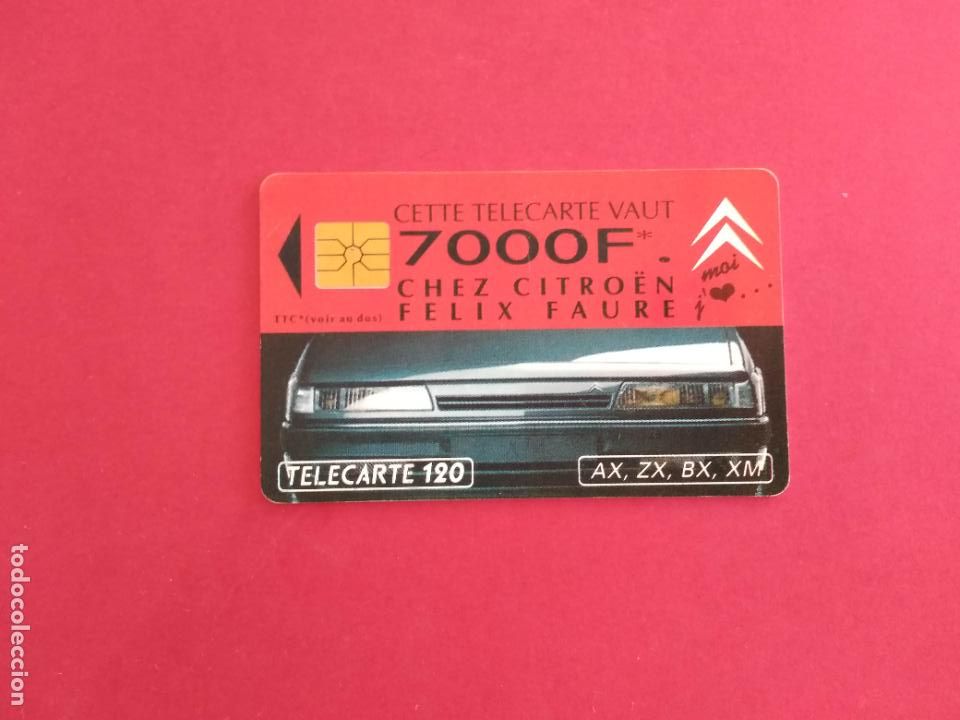 CETTE TELECARTE VAUT
7000F*.
CHEZ CITROËN
FELIX FAURE
TTC*(voir au dos)
moi
j'❤...
TELECARTE 120
AX, ZX, BX, XM
todocoleccion